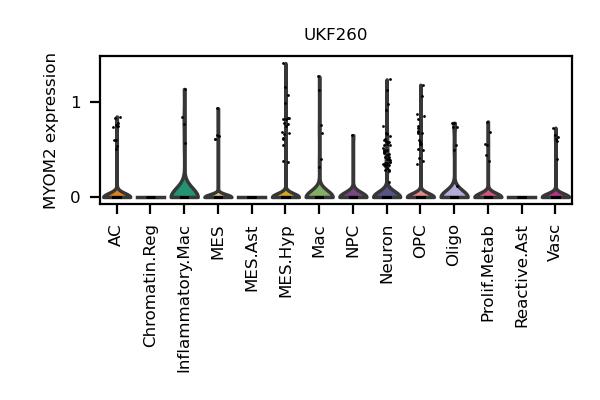 UKF260
MYOM2 expression
1
0
AC
Chromatin.Reg
Inflammatory.Mac
MES
MES.Ast
MES.Hyp
Mac
NPC
Neuron
OPC
Oligo
Prolif.Metab
Reactive.Ast
Vasc